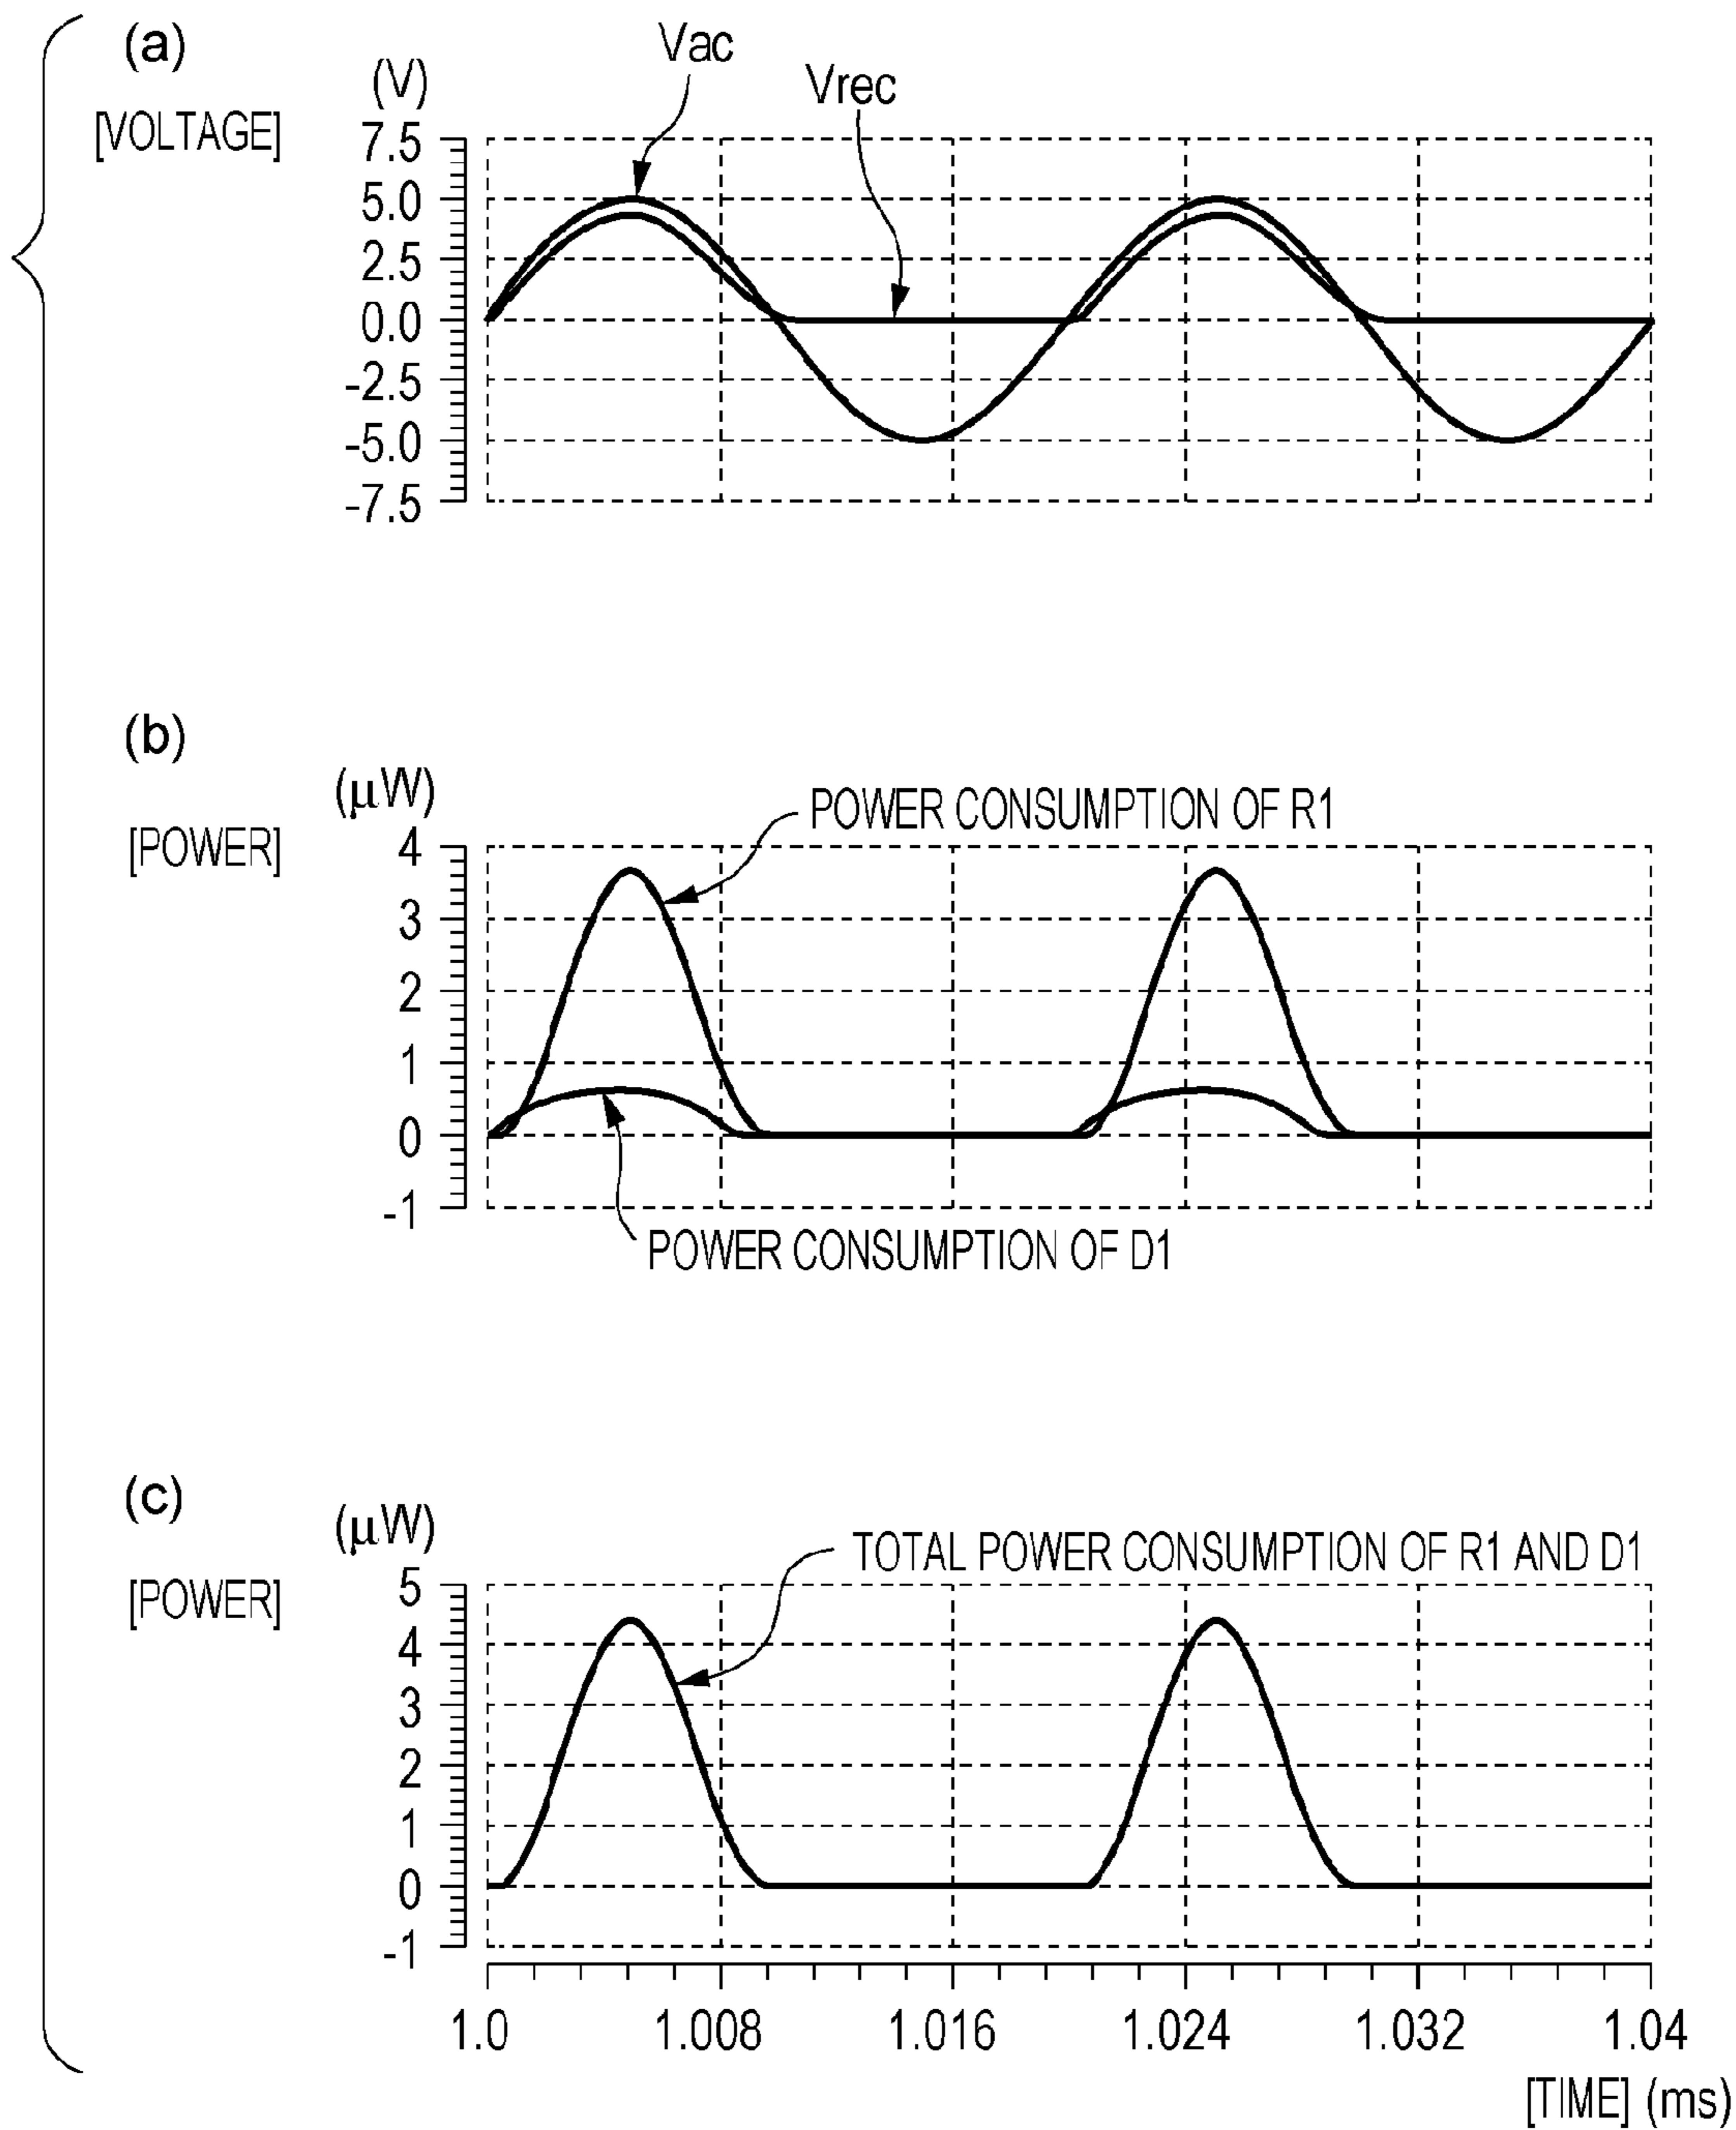 (a)
[VOLTAGE]
(V)
Vac
Vrec
7.5
5.0
2.5
0.0
-2.5
-5.0
-7.5
(b)
[POWER]
(μW)
POWER CONSUMPTION OF R1
4
3
2
1
0
-1
POWER CONSUMPTION OF D1
(c)
[POWER]
(μW)
TOTAL POWER CONSUMPTION OF R1 AND D1
5
4
3
2
1
0
-1
1.0 1.008 1.016 1.024 1.032 1.04
[TIME] (ms)